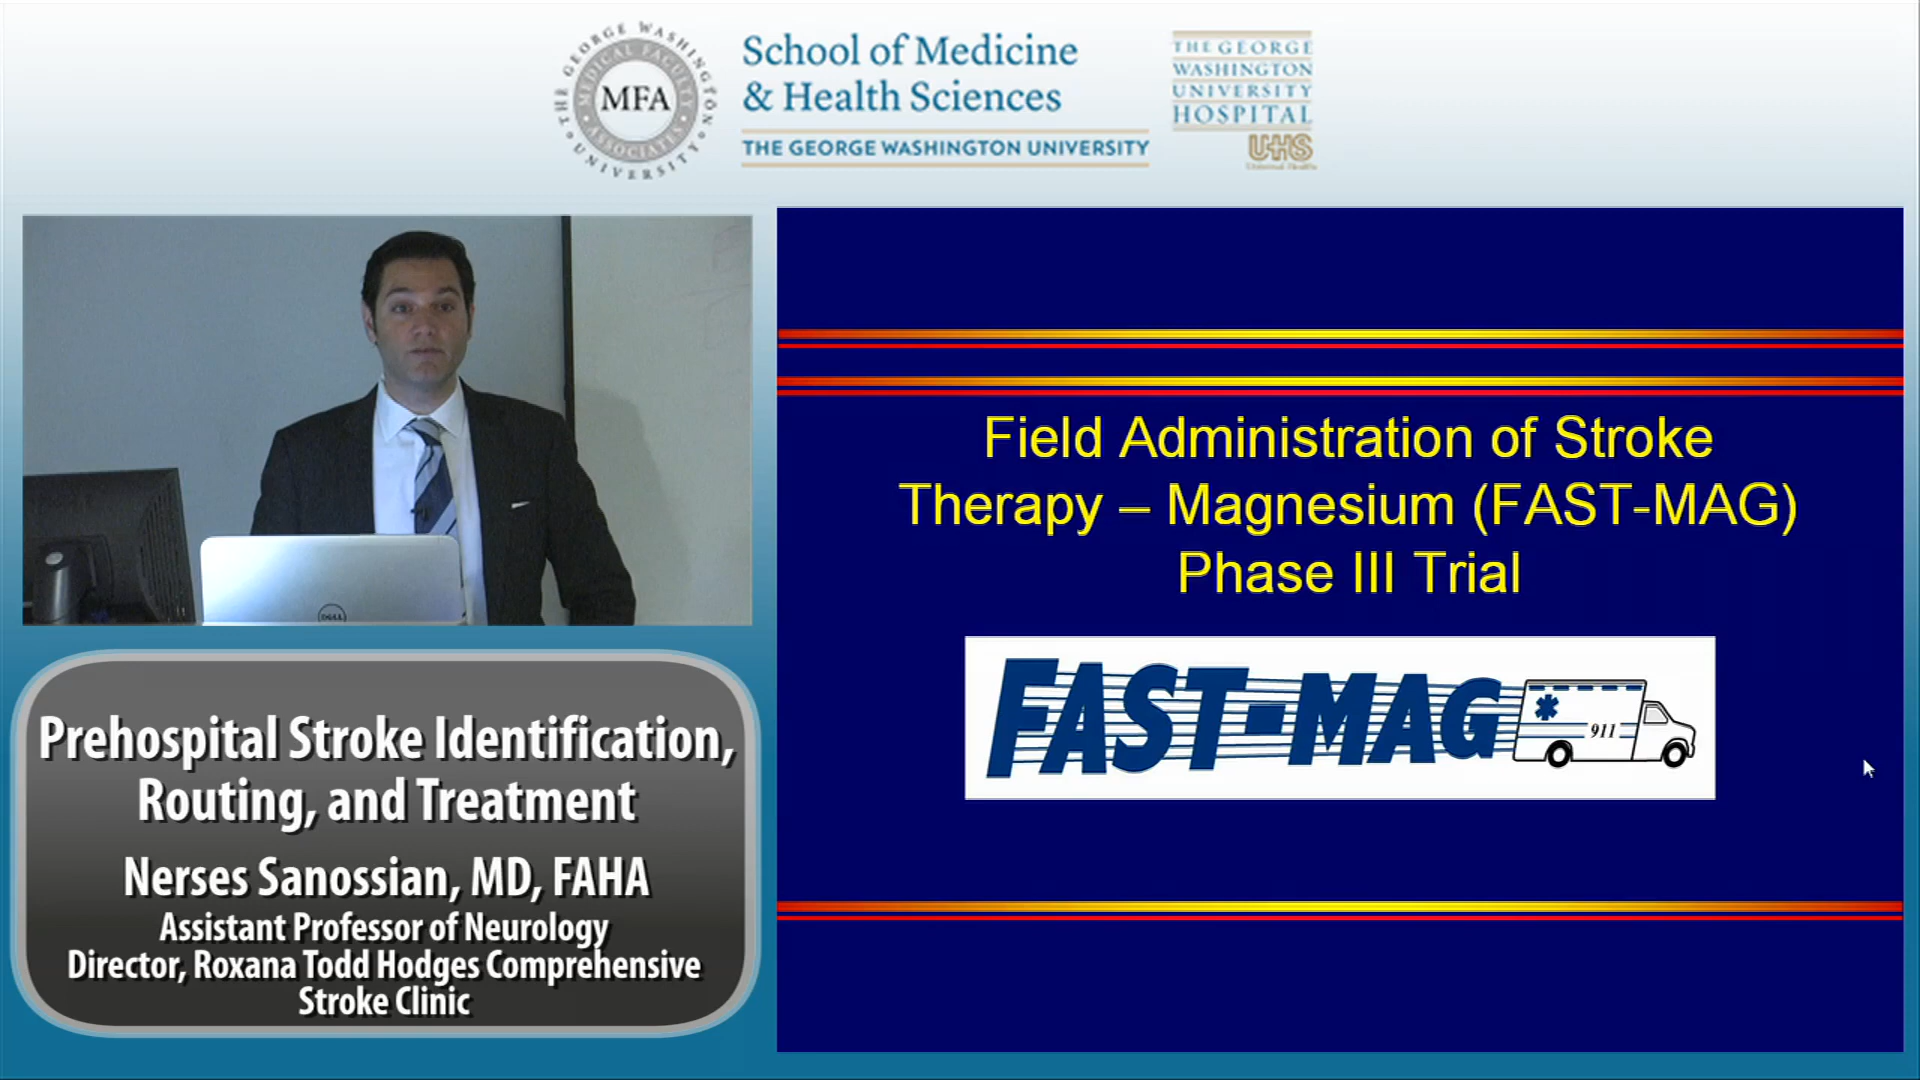 THE GEORGE WASHINGTON UNIVERSITY
MEDICAL FACULTY ASSOCIATES
MFA
School of Medicine
& Health Sciences
THE GEORGE WASHINGTON UNIVERSITY
THE GEORGE
WASHINGTON
UNIVERSITY
HOSPITAL
UHS
Field Administration of Stroke
Therapy – Magnesium (FAST-MAG)
Phase III Trial
FAST-MAG
911
DELL
Prehospital Stroke Identification,
Routing, and Treatment
Nerses Sanossian, MD, FAHA
Assistant Professor of Neurology
Director, Roxana Todd Hodges Comprehensive
Stroke Clinic